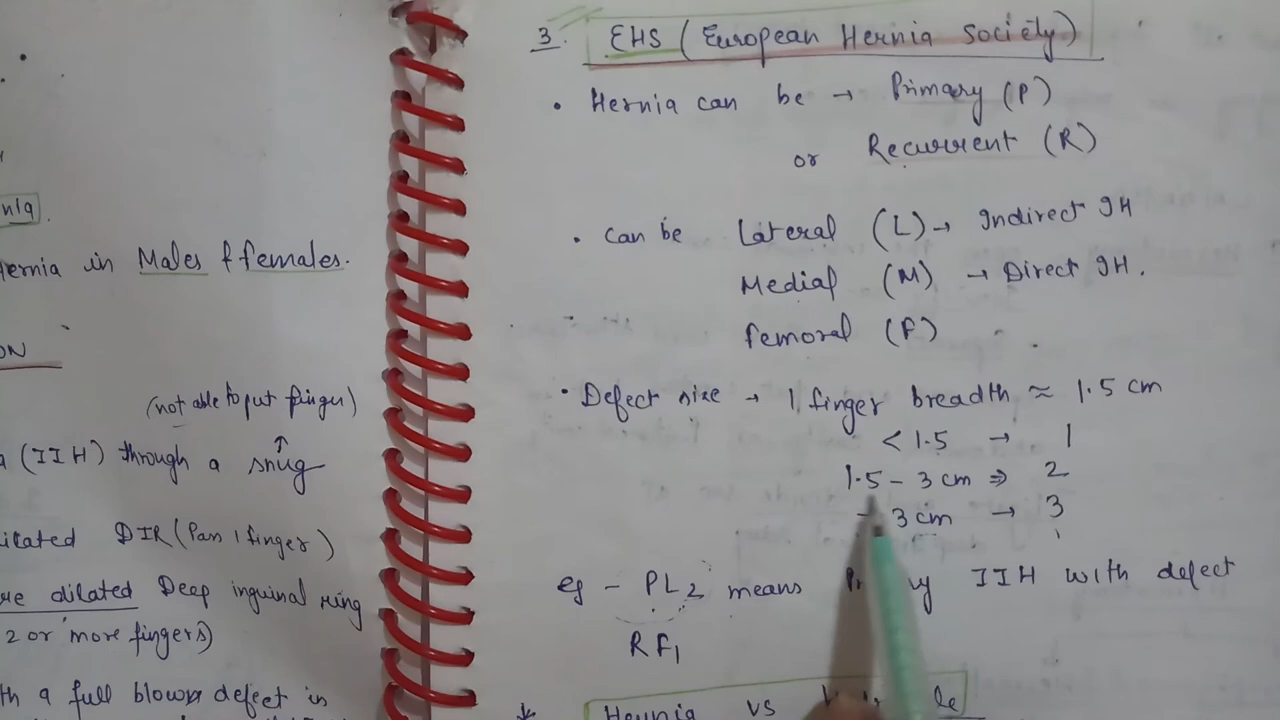 nia.
Hernia in Males & females.
ON
(not able to put finger)
a (IIH) through a snug
ilated DIR (Pan 1 finger)
re dilated Deep inguinal ring
2 or more fingers)
th a full blown defect in
3. EHS (European Hernia Society)
• Hernia can be → Primary (P)
or Recurrent (R)
• can be Lateral (L) → Indirect IH
Medial (M) → Direct IH.
femoral (F)
• Defect size → 1 finger breadth ≈ 1.5 cm
< 1.5 → 1
1.5 - 3 cm ⇒ 2
3 cm → 3
eg - PL2 means IIH with defect
RF1
Hernia vs